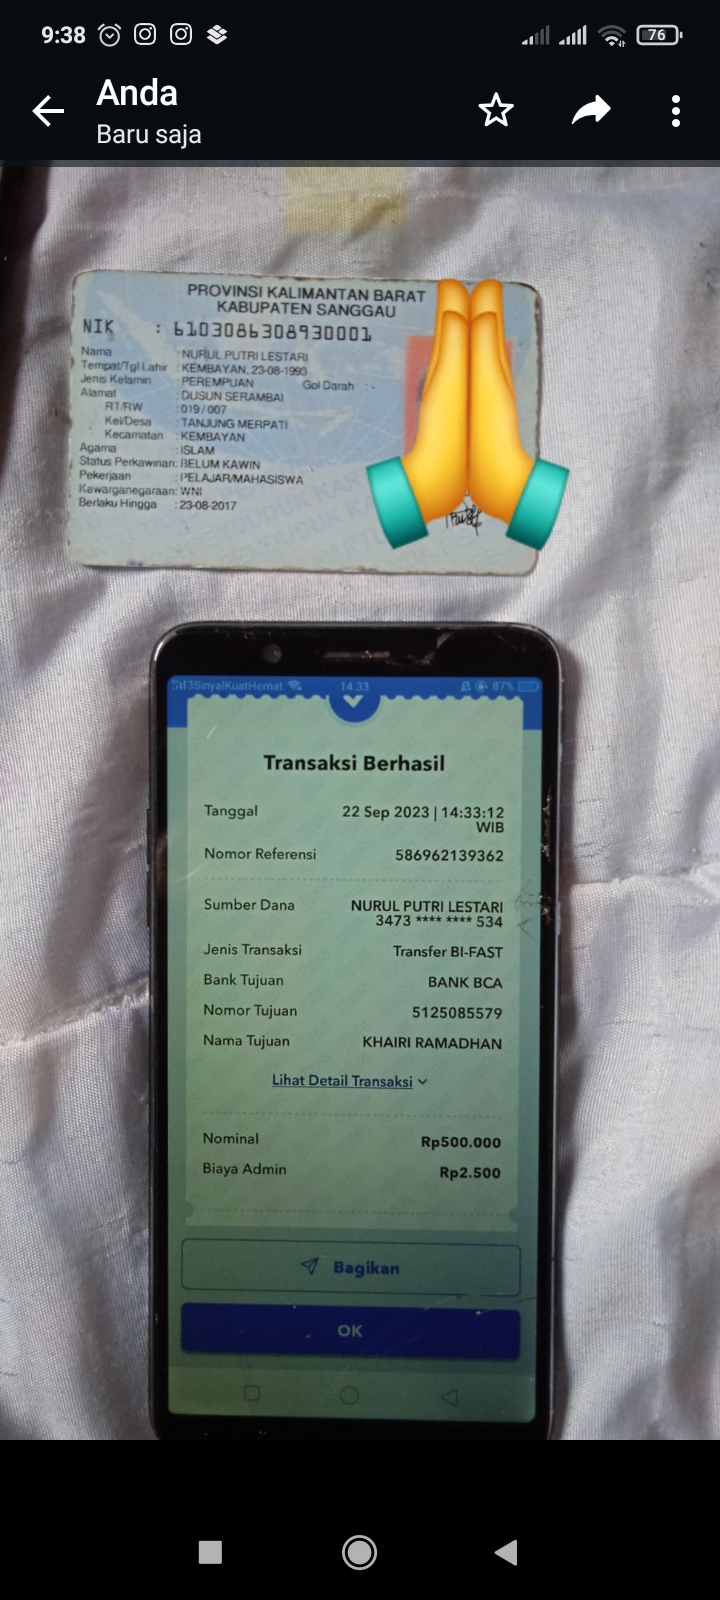 9:38
76
Anda
Baru saja
PROVINSI KALIMANTAN BARAT
KABUPATEN SANGGAU
NIK : 6103086308930001
Nama : NURUL PUTRI LESTARI
Tempat/Tgl Lahir : KEMBAYAN, 23-08-1993
Jenis Kelamin : PEREMPUAN Gol Darah : -
Alamat : DUSUN SERAMBAI
RT/RW : 019 / 007
Kel/Desa : TANJUNG MERPATI
Kecamatan : KEMBAYAN
Agama : ISLAM
Status Perkawinan: BELUM KAWIN
Pekerjaan : PELAJAR/MAHASISWA
Kewarganegaraan: WNI
Berlaku Hingga : 23-08-2017
3SinyalKuatHemat 14.33 87%
Transaksi Berhasil
Tanggal 22 Sep 2023 | 14:33:12
WIB
Nomor Referensi 586962139362
Sumber Dana NURUL PUTRI LESTARI
3473 **** **** 534
Jenis Transaksi Transfer BI-FAST
Bank Tujuan BANK BCA
Nomor Tujuan 5125085579
Nama Tujuan KHAIRI RAMADHAN
Lihat Detail Transaksi
Nominal Rp500.000
Biaya Admin Rp2.500
Bagikan
OK